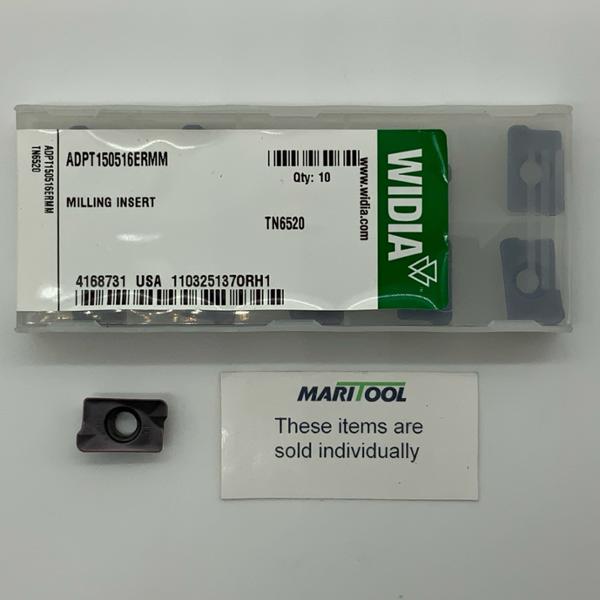 ADPT150516ERMM
TN6520
ADPT150516ERMM
MILLING INSERT
Qty: 10
TN6520
4168731 USA 110325137ORH1
www.widia.com
WIDIA
MARITOOL
These items are
sold individually